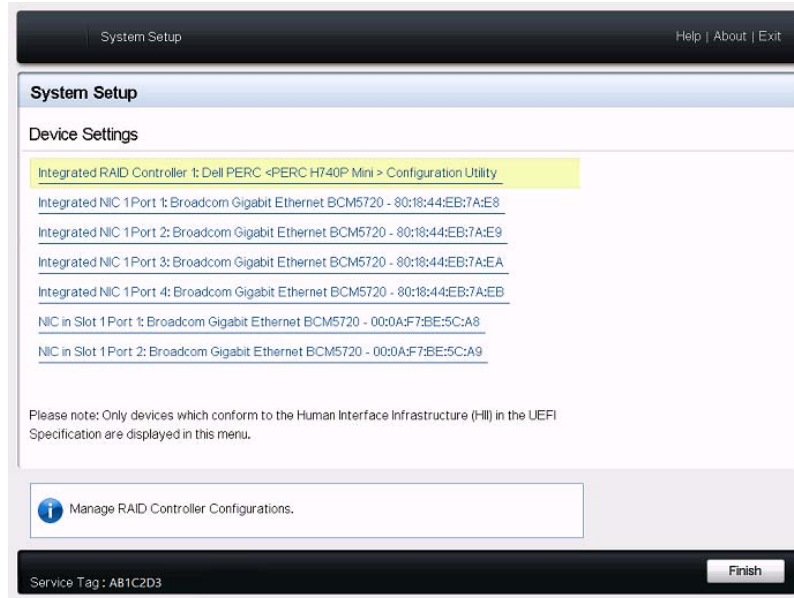 System Setup
Help | About | Exit
System Setup
Device Settings
Integrated RAID Controller 1: Dell PERC <PERC H740P Mini > Configuration Utility
Integrated NIC 1 Port 1: Broadcom Gigabit Ethernet BCM5720 - 80:18:44:EB:7A:E8
Integrated NIC 1 Port 2: Broadcom Gigabit Ethernet BCM5720 - 80:18:44:EB:7A:E9
Integrated NIC 1 Port 3: Broadcom Gigabit Ethernet BCM5720 - 80:18:44:EB:7A:EA
Integrated NIC 1 Port 4: Broadcom Gigabit Ethernet BCM5720 - 80:18:44:EB:7A:EB
NIC in Slot 1 Port 1: Broadcom Gigabit Ethernet BCM5720 - 00:0A:F7:BE:5C:A8
NIC in Slot 1 Port 2: Broadcom Gigabit Ethernet BCM5720 - 00:0A:F7:BE:5C:A9
Please note: Only devices which conform to the Human Interface Infrastructure (HII) in the UEFI
Specification are displayed in this menu.
Manage RAID Controller Configurations.
Service Tag : AB1C2D3
Finish